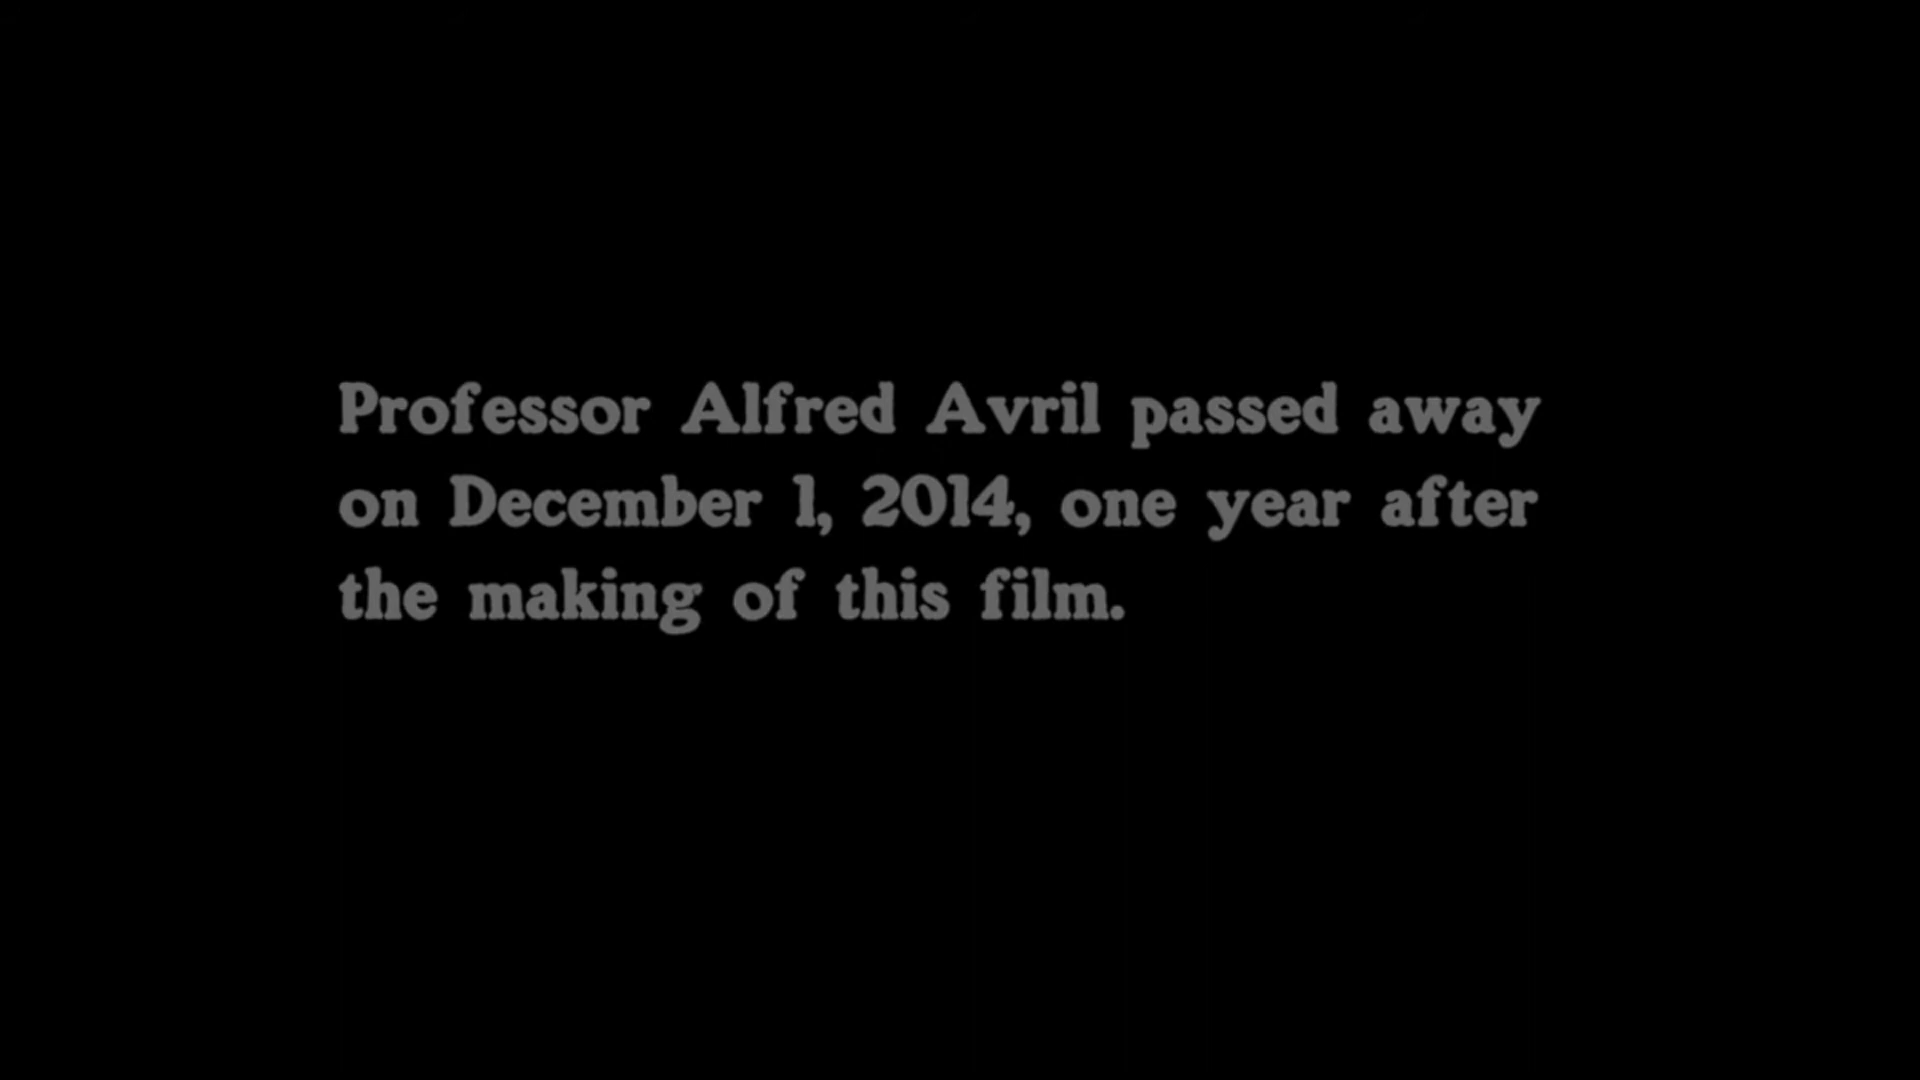 Professor Alfred Avril passed away
on December 1, 2014, one year after
the making of this film.